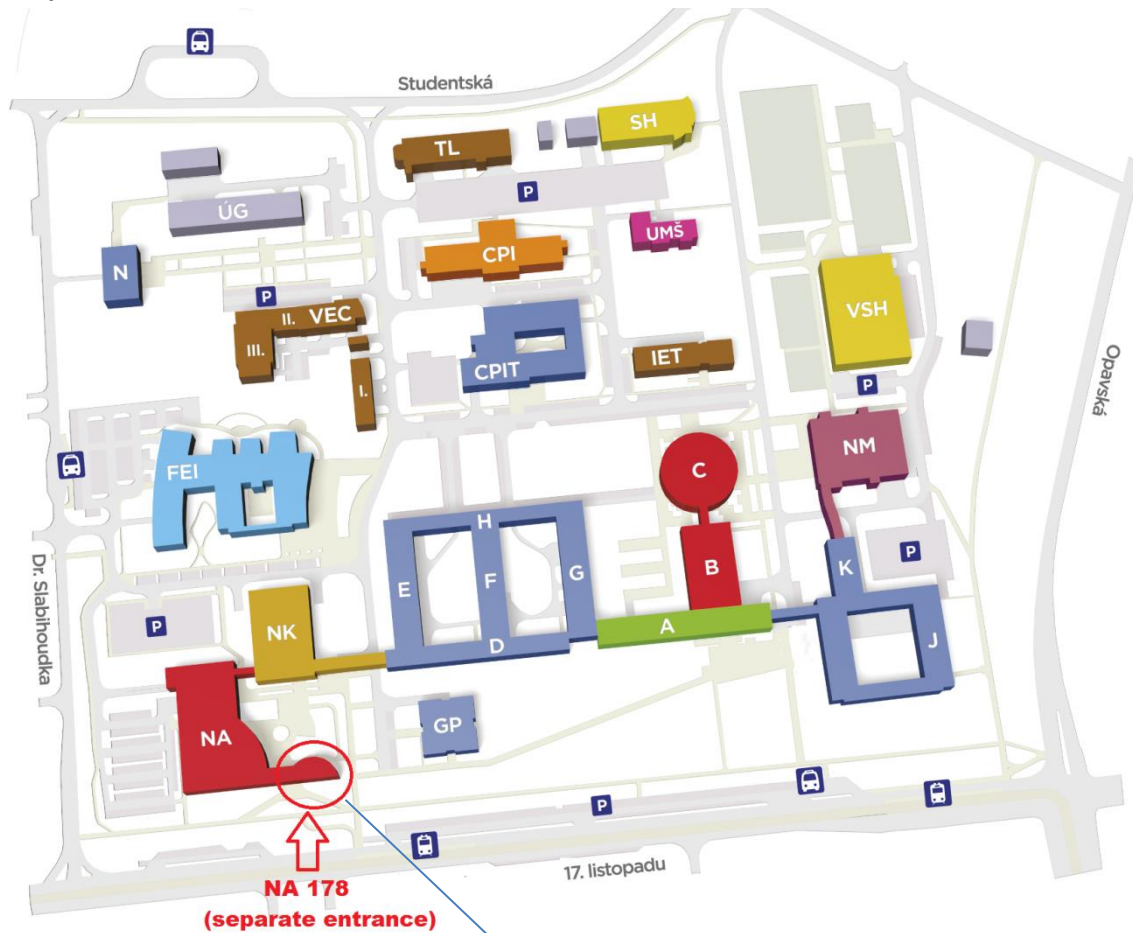 Studentská
SH
TL
P
ÚG
UMŠ
CPI
N
P
VSH
II. VEC
III.
IET
CPIT
P
I.
Opavská
NM
FEI
C
H
P
K
B
E
F
G
Dr. Slabihoudka
A
P
NK
D
J
NA
GP
P
17. listopadu
NA 178
(separate entrance)